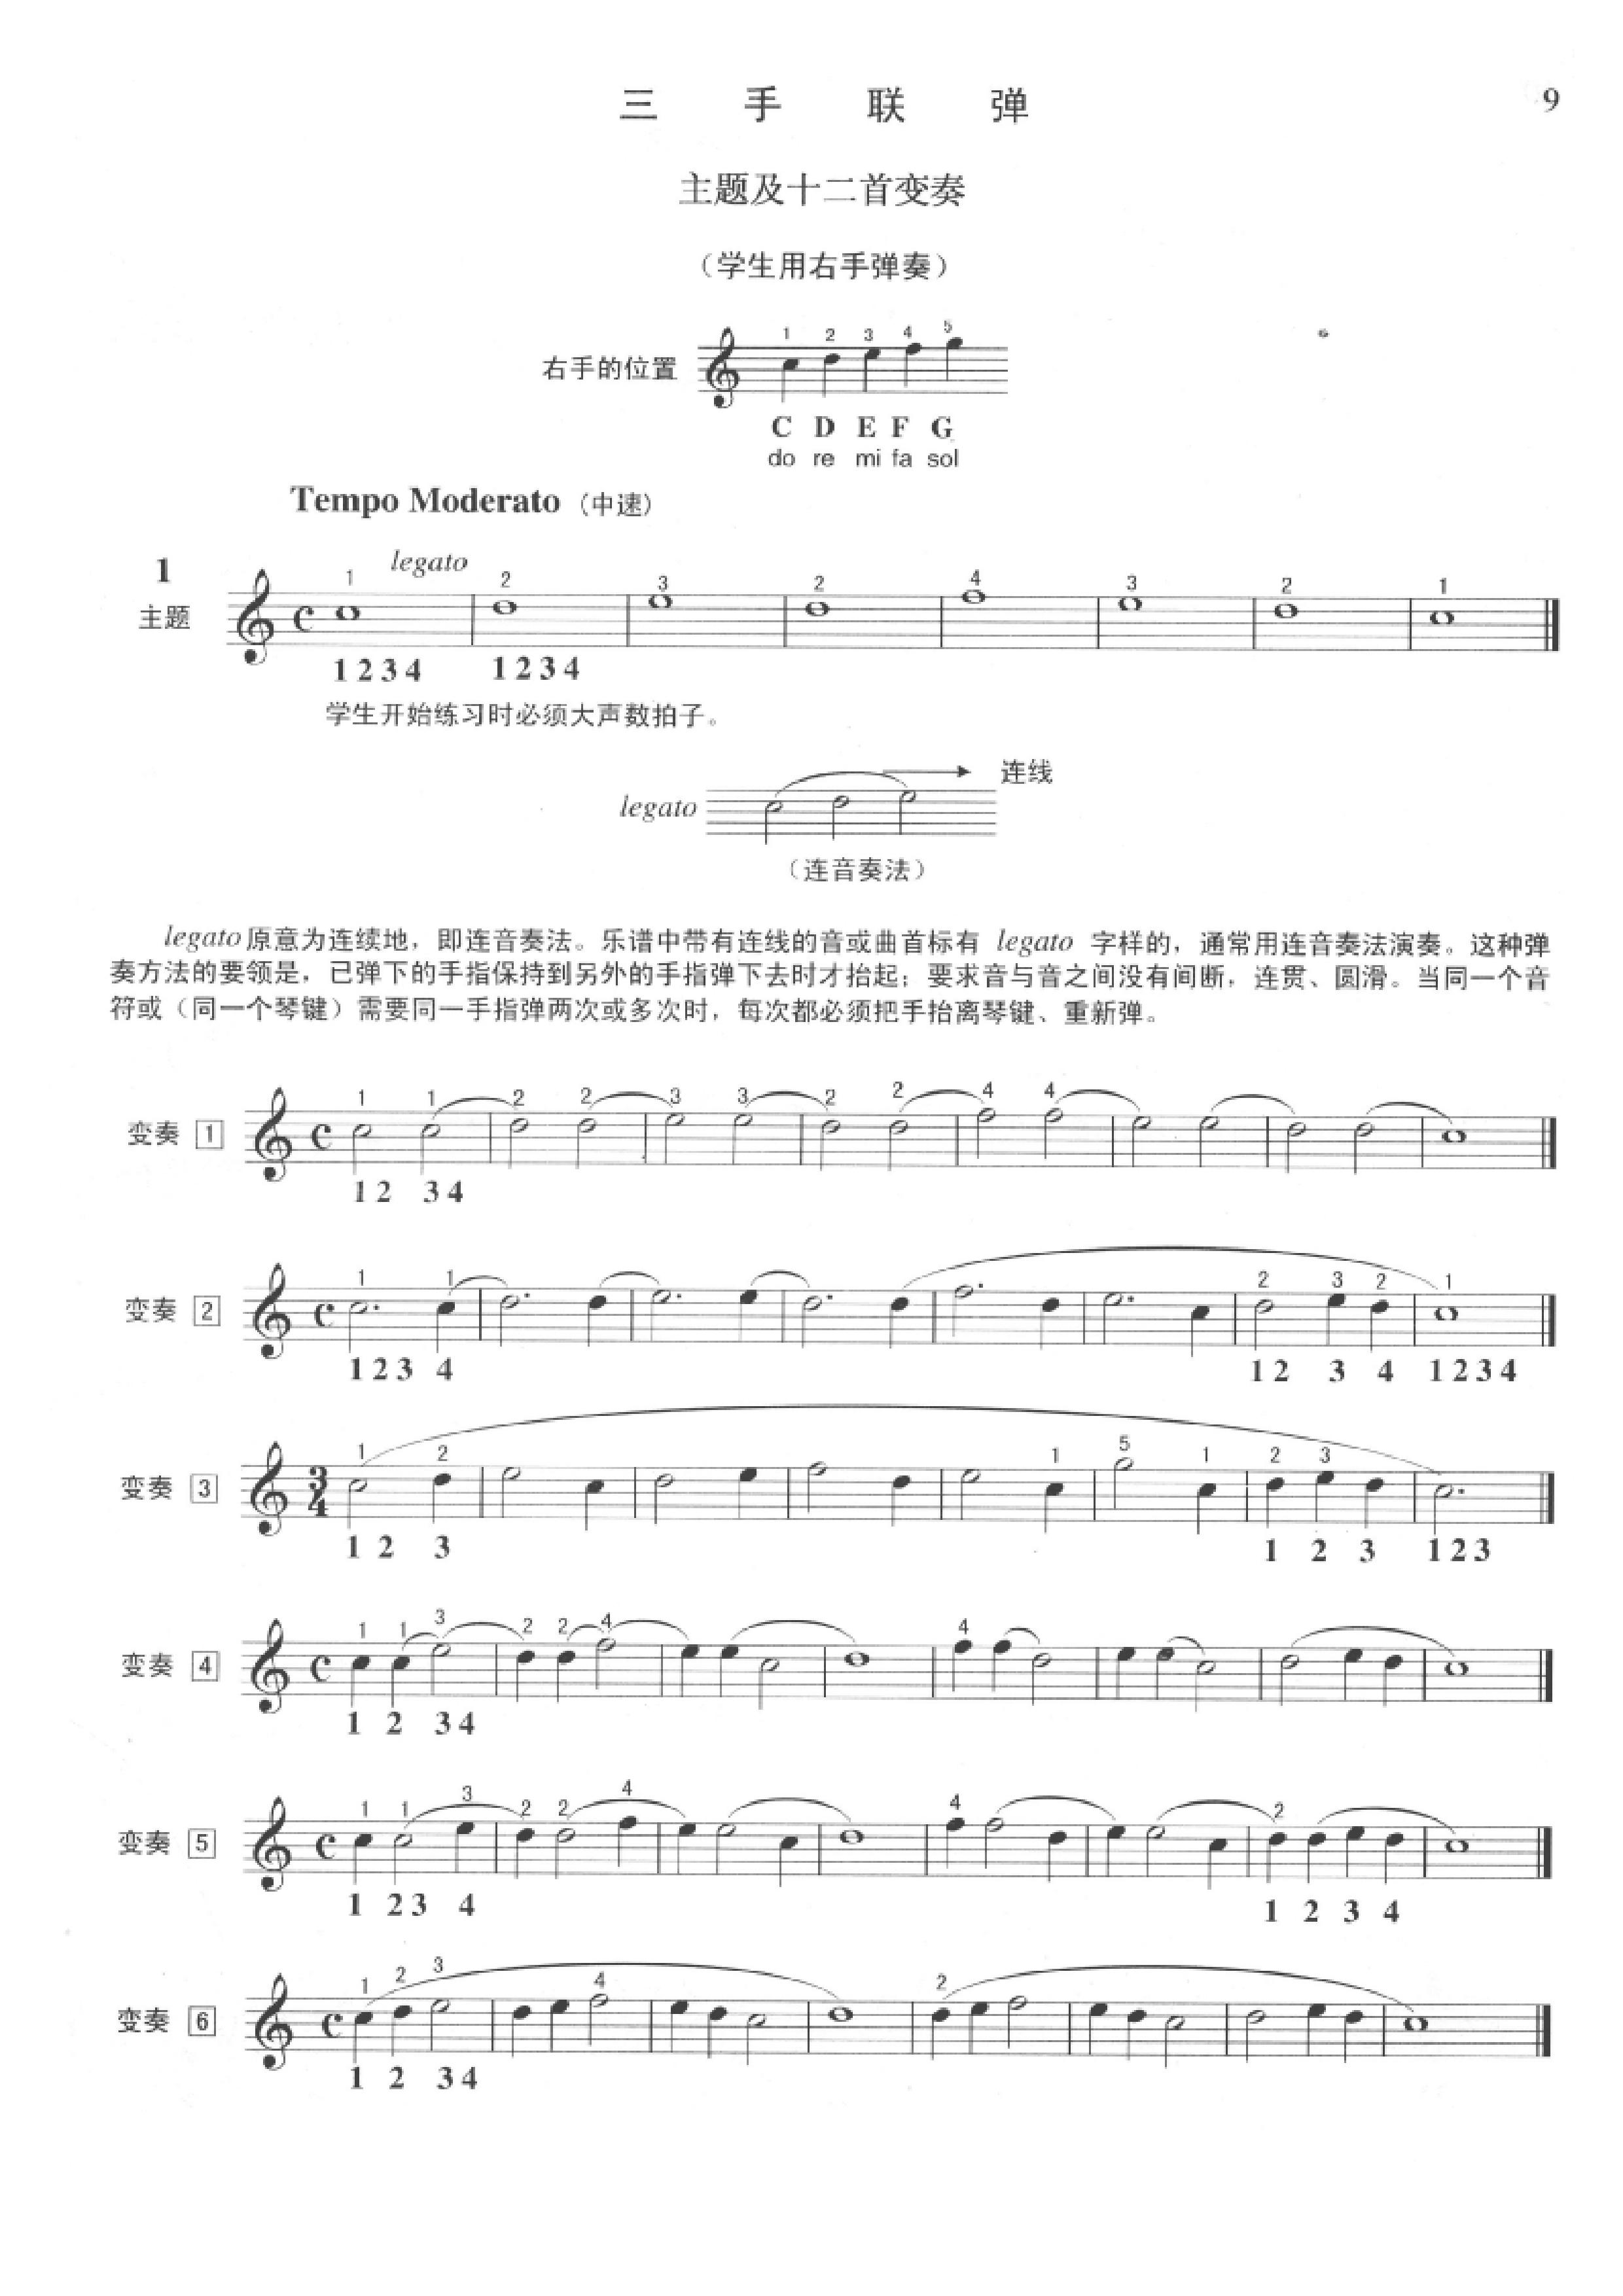 三 手 联 弹
9
主题及十二首变奏
（学生用右手弹奏）
1 2 3 4 5
右手的位置
C D E F G
do re mi fa sol
Tempo Moderato （中速）
1 legato
1 2 3 2 4 3 2 1
主题
1 2 3 4 1 2 3 4
学生开始练习时必须大声数拍子。
连线
legato
（连音奏法）
legato原意为连续地，即连音奏法。乐谱中带有连线的音或曲首标有 legato 字样的，通常用连音奏法演奏。这种弹
奏方法的要领是，已弹下的手指保持到另外的手指弹下去时才抬起；要求音与音之间没有间断，连贯、圆滑。当同一个音
符或（同一个琴键）需要同一手指弹两次或多次时，每次都必须把手抬离琴键、重新弹。
1 1 2 2 3 3 2 2 4 4
变奏 1
1 2 3 4
1 1 2 3 2 1
变奏 2
1 2 3 4 1 2 3 4 1 2 3 4
1 2 1 5 1 2 3
变奏 3 3/4
1 2 3 1 2 3 1 2 3
1 1 3 2 2 4 4
变奏 4
1 2 3 4
1 1 3 2 2 4 4 2
变奏 5
1 2 3 4 1 2 3 4
1 2 3 4 2
变奏 6
1 2 3 4